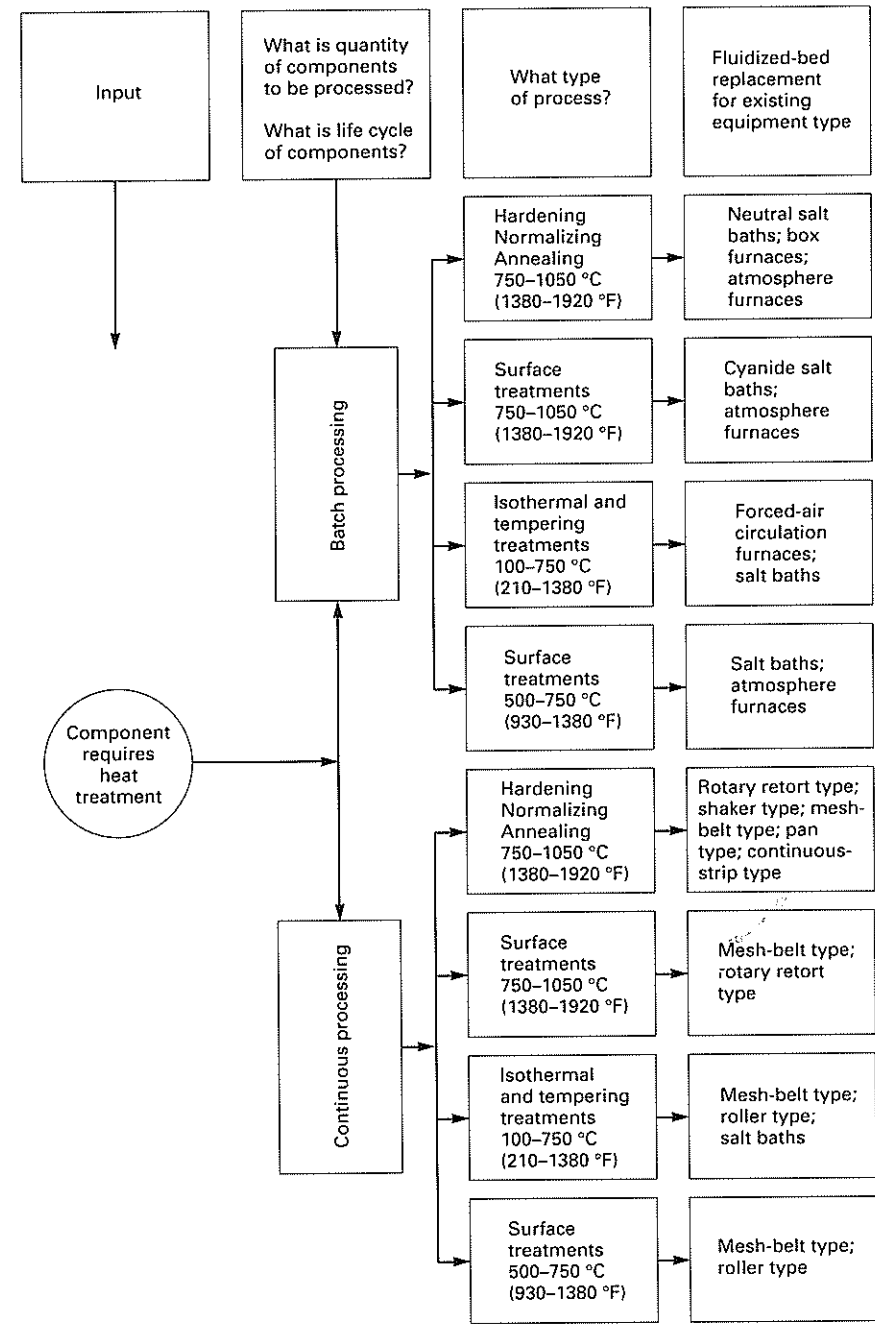 Input
What is quantity
of components
to be processed?
What is life cycle
of components?
What type
of process?
Fluidized-bed
replacement
for existing
equipment type
Batch processing
Hardening
Normalizing
Annealing
750–1050 °C
(1380–1920 °F)
Neutral salt
baths; box
furnaces;
atmosphere
furnaces
Surface
treatments
750–1050 °C
(1380–1920 °F)
Cyanide salt
baths;
atmosphere
furnaces
Isothermal and
tempering
treatments
100–750 °C
(210–1380 °F)
Forced-air
circulation
furnaces;
salt baths
Surface
treatments
500–750 °C
(930–1380 °F)
Salt baths;
atmosphere
furnaces
Component
requires
heat
treatment
Continuous processing
Hardening
Normalizing
Annealing
750–1050 °C
(1380–1920 °F)
Rotary retort type;
shaker type; mesh-
belt type; pan
type; continuous-
strip type
Surface
treatments
750–1050 °C
(1380–1920 °F)
Mesh-belt type;
rotary retort
type
Isothermal
and tempering
treatments
100–750 °C
(210–1380 °F)
Mesh-belt type;
roller type;
salt baths
Surface
treatments
500–750 °C
(930–1380 °F)
Mesh-belt type;
roller type